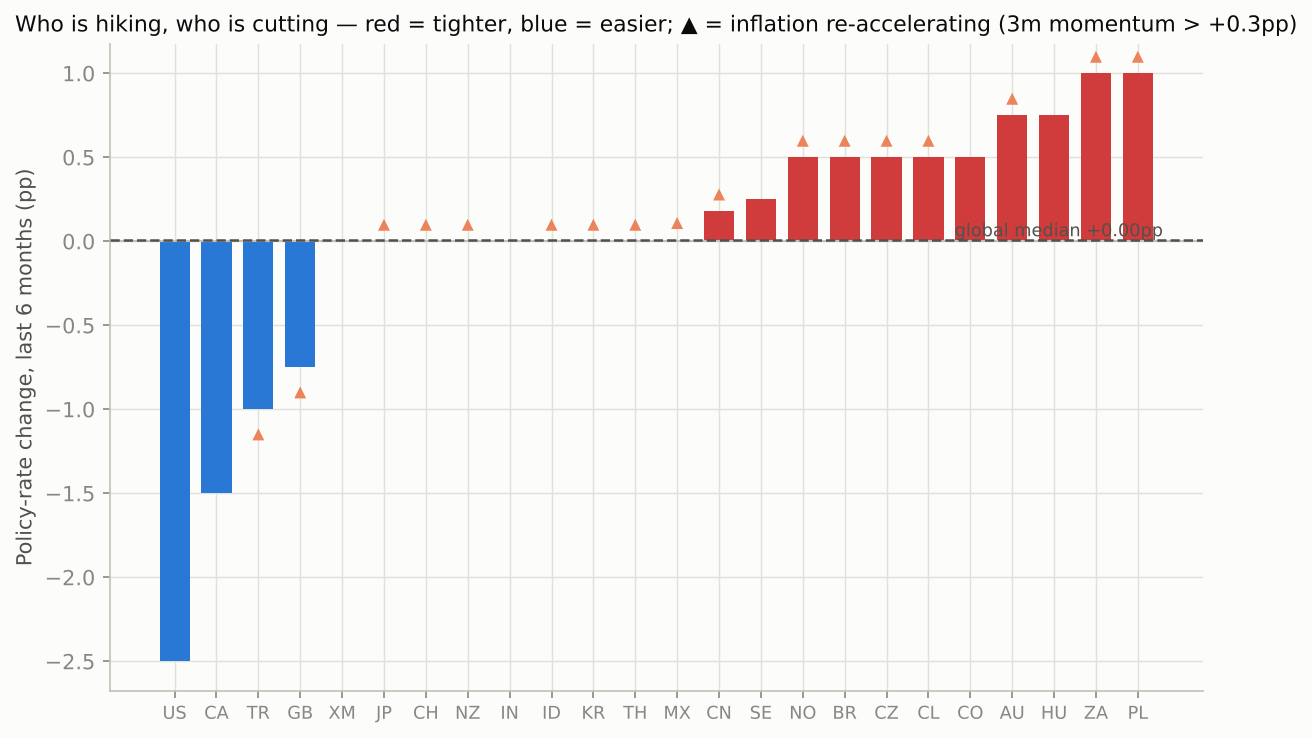 Who is hiking, who is cutting — red = tighter, blue = easier; ▲ = inflation re-accelerating (3m momentum > +0.3pp)
Policy-rate change, last 6 months (pp)
1.0
0.5
0.0
−0.5
−1.0
−1.5
−2.0
−2.5
global median +0.00pp
US CA TR GB XM JP CH NZ IN ID KR TH MX CN SE NO BR CZ CL CO AU HU ZA PL